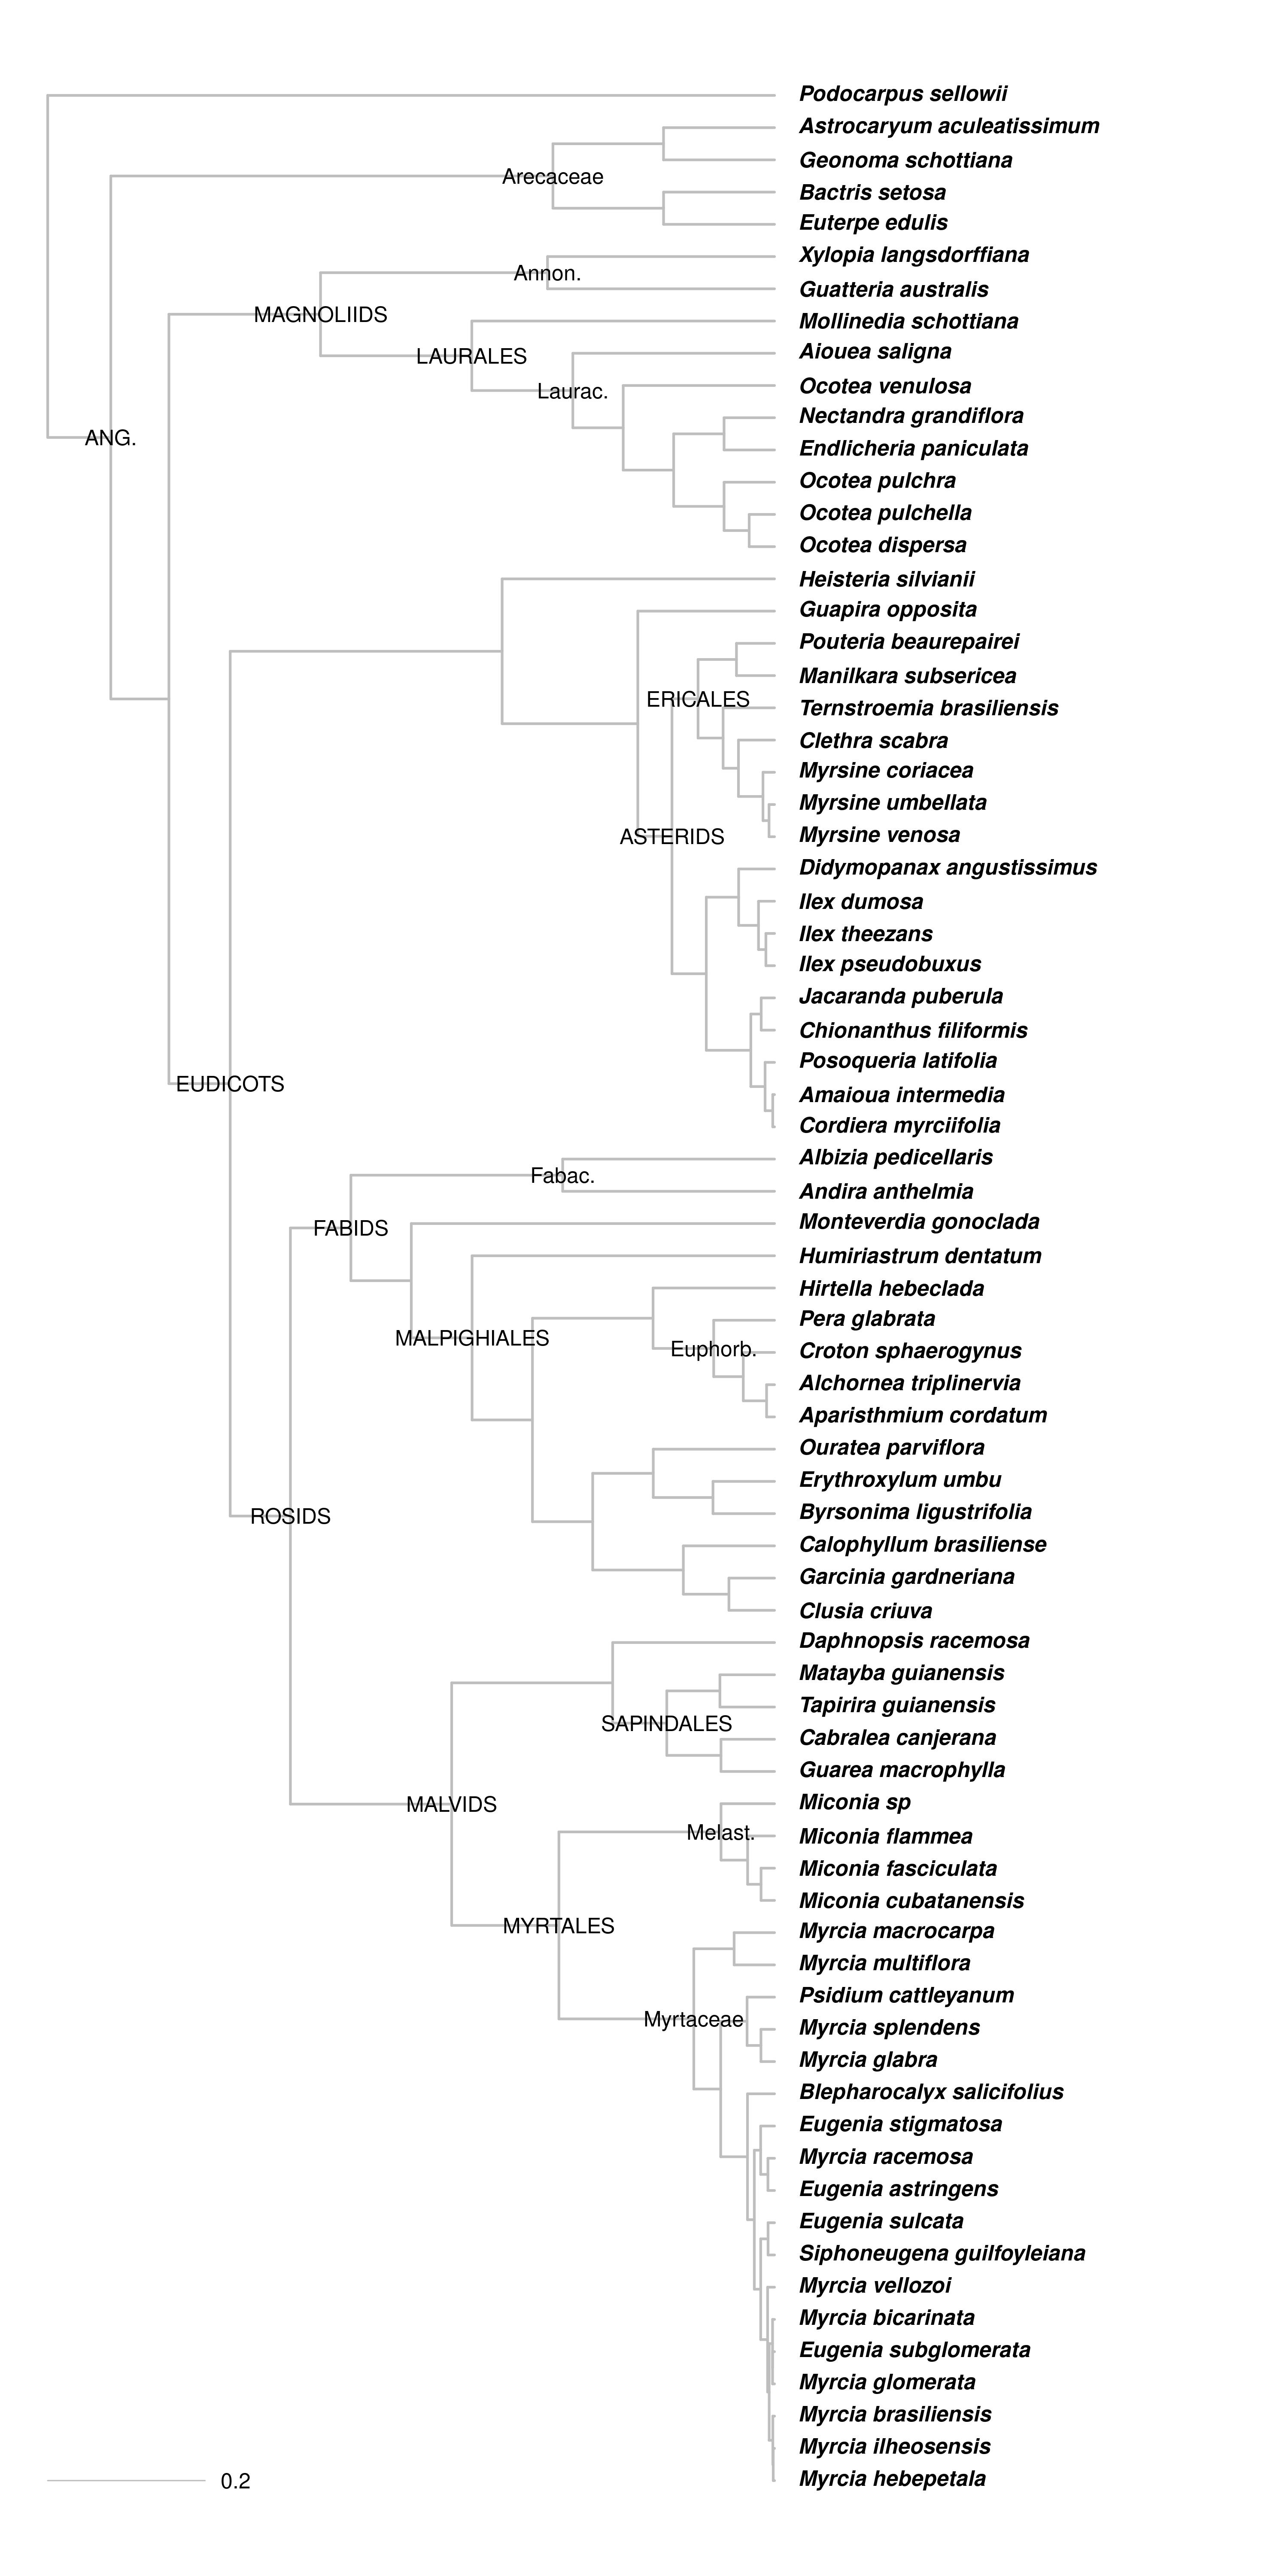 Podocarpus sellowii
Astrocaryum aculeatissimum
Geonoma schottiana
Arecaceae
Bactris setosa
Euterpe edulis
Xylopia langsdorffiana
Annon.
Guatteria australis
MAGNOLIIDS
Mollinedia schottiana
Aiouea saligna
LAURALES
Ocotea venulosa
Laurac.
Nectandra grandiflora
ANG.
Endlicheria paniculata
Ocotea pulchra
Ocotea pulchella
Ocotea dispersa
Heisteria silvianii
Guapira opposita
Pouteria beaurepairei
Manilkara subsericea
ERICALES
Ternstroemia brasiliensis
Clethra scabra
Myrsine coriacea
Myrsine umbellata
Myrsine venosa
ASTERIDS
Didymopanax angustissimus
Ilex dumosa
Ilex theezans
Ilex pseudobuxus
Jacaranda puberula
Chionanthus filiformis
Posoqueria latifolia
EUDICOTS
Amaioua intermedia
Cordiera myrciifolia
Albizia pedicellaris
Fabac.
Andira anthelmia
Monteverdia gonoclada
FABIDS
Humiriastrum dentatum
Hirtella hebeclada
Pera glabrata
MALPIGHIALES
Euphorb.
Croton sphaerogynus
Alchornea triplinervia
Aparisthmium cordatum
Ouratea parviflora
Erythroxylum umbu
Byrsonima ligustrifolia
ROSIDS
Calophyllum brasiliense
Garcinia gardneriana
Clusia criuva
Daphnopsis racemosa
Matayba guianensis
Tapirira guianensis
SAPINDALES
Cabralea canjerana
Guarea macrophylla
Miconia sp
MALVIDS
Melast.
Miconia flammea
Miconia fasciculata
Miconia cubatanensis
MYRTALES
Myrcia macrocarpa
Myrcia multiflora
Psidium cattleyanum
Myrtaceae
Myrcia splendens
Myrcia glabra
Blepharocalyx salicifolius
Eugenia stigmatosa
Myrcia racemosa
Eugenia astringens
Eugenia sulcata
Siphoneugena guilfoyleiana
Myrcia vellozoi
Myrcia bicarinata
Eugenia subglomerata
Myrcia glomerata
Myrcia brasiliensis
Myrcia ilheosensis
Myrcia hebepetala
0.2